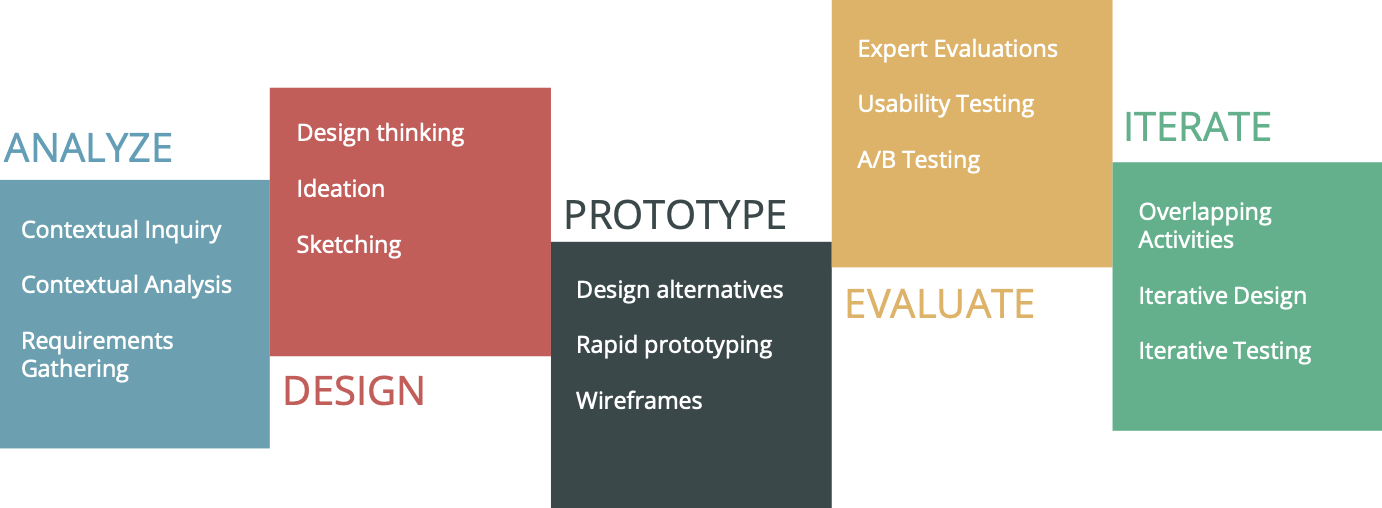 ANALYZE
Contextual Inquiry
Contextual Analysis
Requirements
Gathering
Design thinking
Ideation
Sketching
DESIGN
PROTOTYPE
Design alternatives
Rapid prototyping
Wireframes
Expert Evaluations
Usability Testing
A/B Testing
EVALUATE
ITERATE
Overlapping
Activities
Iterative Design
Iterative Testing